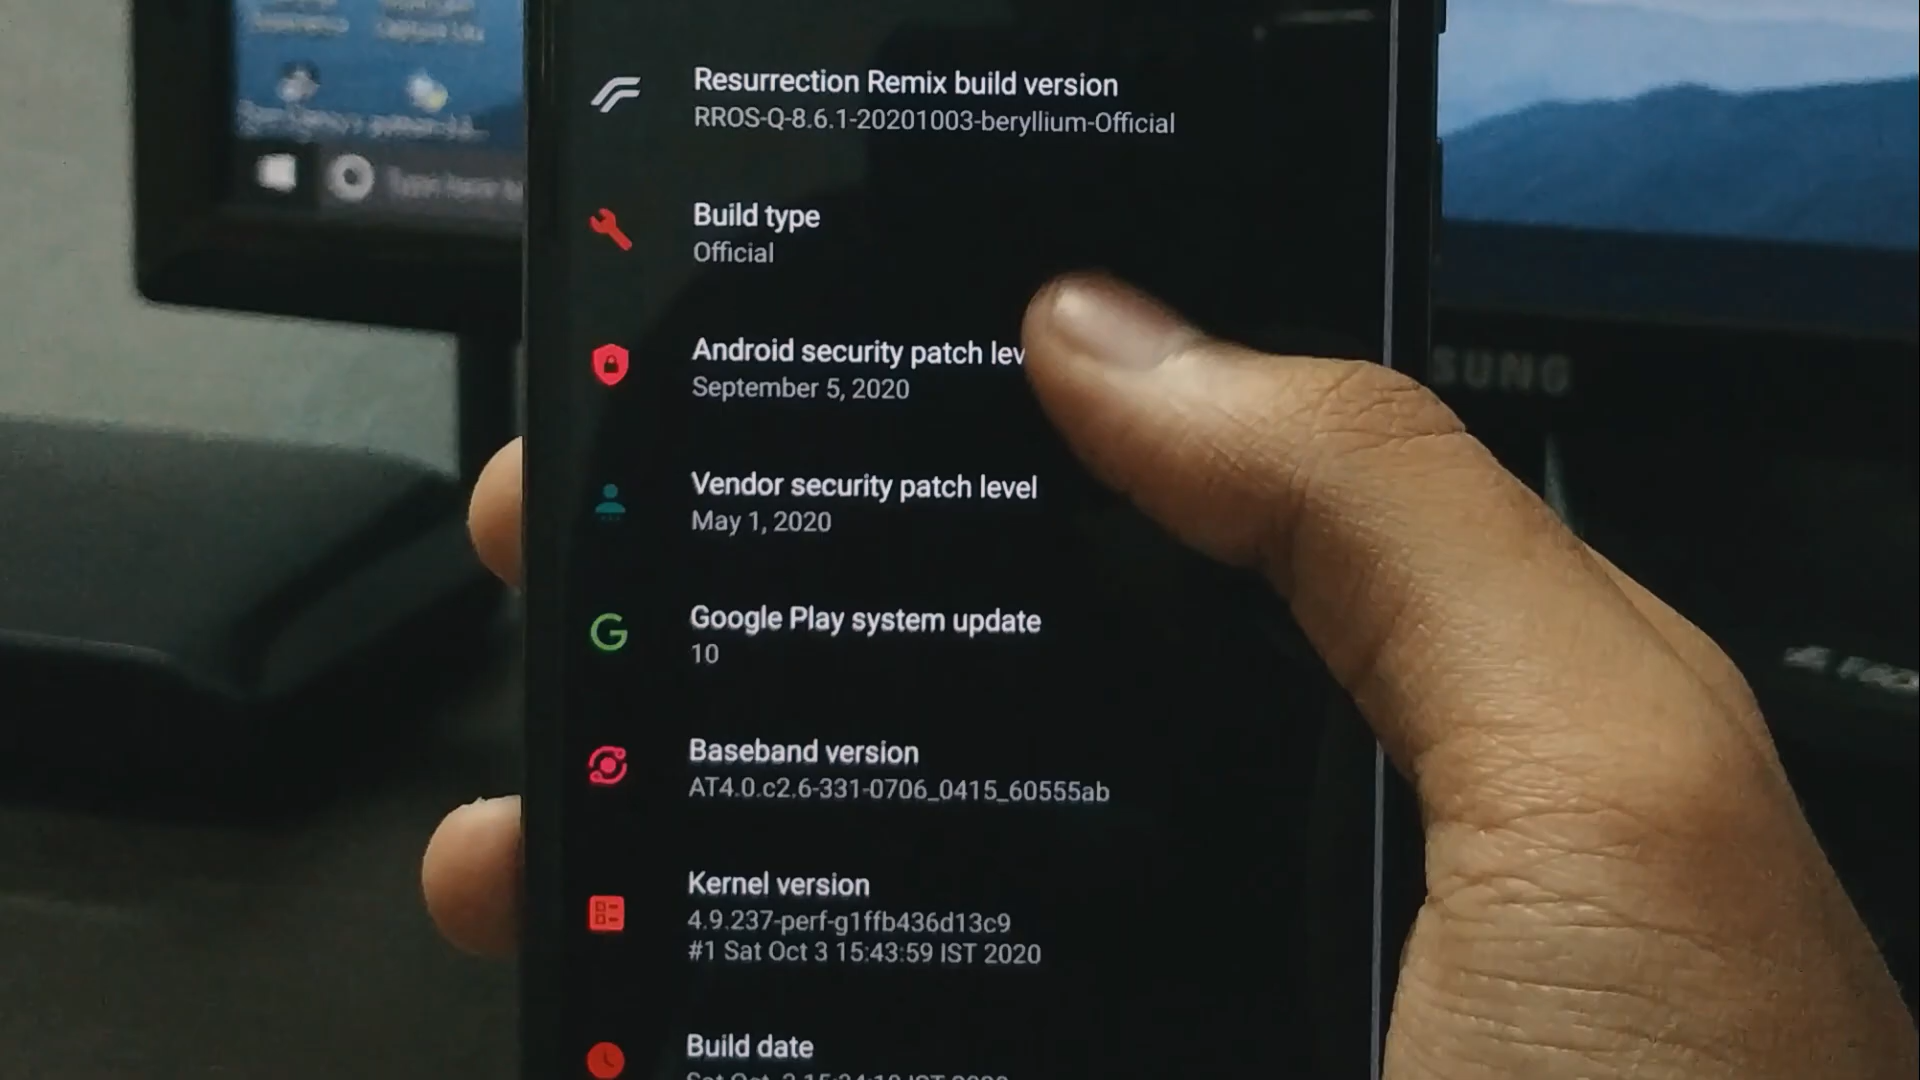 Resurrection Remix build version
RROS-Q-8.6.1-20201003-beryllium-Official
Build type
Official
Android security patch lev
September 5, 2020
Vendor security patch level
May 1, 2020
Google Play system update
10
Baseband version
AT4.0.c2.6-331-0706_0415_60555ab
Kernel version
4.9.237-perf-g1ffb436d13c9
#1 Sat Oct 3 15:43:59 IST 2020
Build date
SUNG